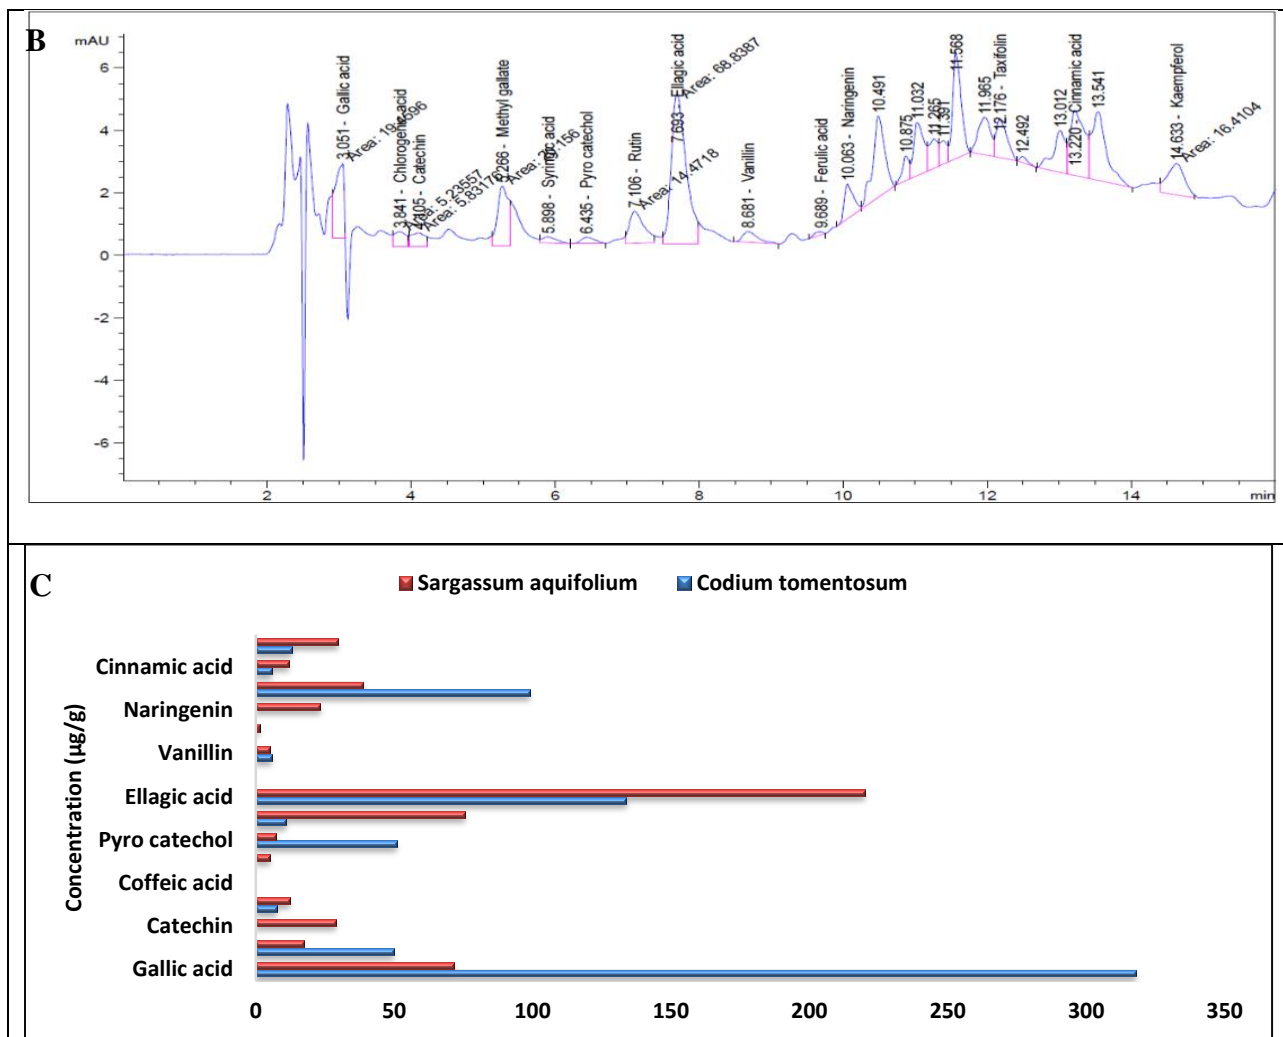 B
mAU
6
4
2
0
-2
-4
-6
3.051 - Gallic acid
3.841 - Chlorogenic acid
Area: 5.23557
4.105 - Catechin
Area: 5.83176
5.266 - Methyl gallate
5.898 - Syringic acid
6.435 - Pyro catechol
7.106 - Rutin
Area: 14.4718
7.693 - Ellagic acid
Area: 68.8387
8.681 - Vanillin
9.689 - Ferulic acid
10.063 - Naringenin
10.491
10.875
11.032
11.265
11.391
11.568
11.965
12.176 - Taxifolin
12.492
13.012
13.220 - Cinnamic acid
13.541
14.633 - Kaempferol
Area: 16.4104
2 4 6 8 10 12 14 min
C
Sargassum aquifolium Codium tomentosum
Concentration (µg/g)
Cinnamic acid
Naringenin
Vanillin
Ellagic acid
Pyro catechol
Coffeic acid
Catechin
Gallic acid
0 50 100 150 200 250 300 350